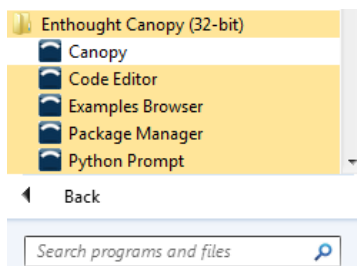 Enthought Canopy (32-bit)
Canopy
Code Editor
Examples Browser
Package Manager
Python Prompt
Back
Search programs and files